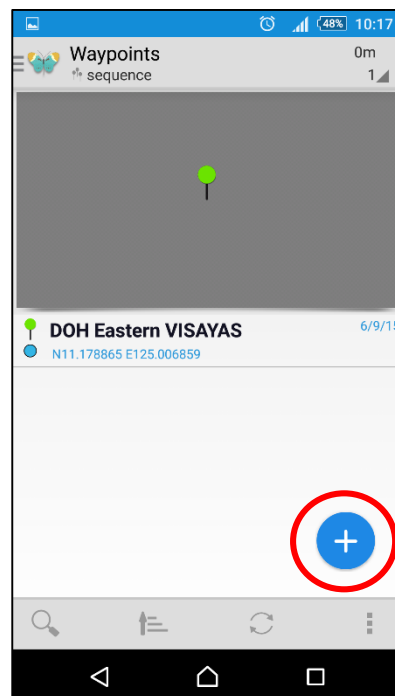 48% 10:17
Waypoints 0m
sequence 1
DOH Eastern VISAYAS 6/9/15
N11.178865 E125.006859